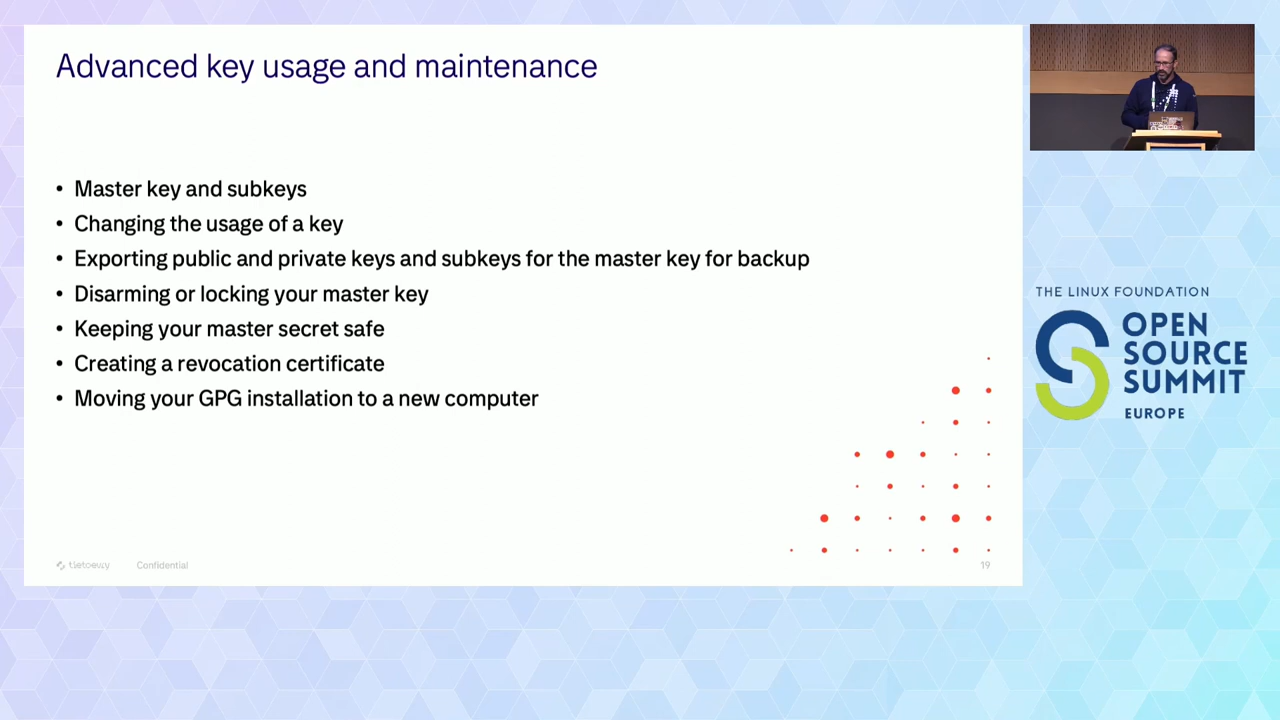 Advanced key usage and maintenance
• Master key and subkeys
• Changing the usage of a key
• Exporting public and private keys and subkeys for the master key for backup
• Disarming or locking your master key
• Keeping your master secret safe
• Creating a revocation certificate
• Moving your GPG installation to a new computer
tietoevry
Confidential
19
THE LINUX FOUNDATION
OPEN
SOURCE
SUMMIT
EUROPE